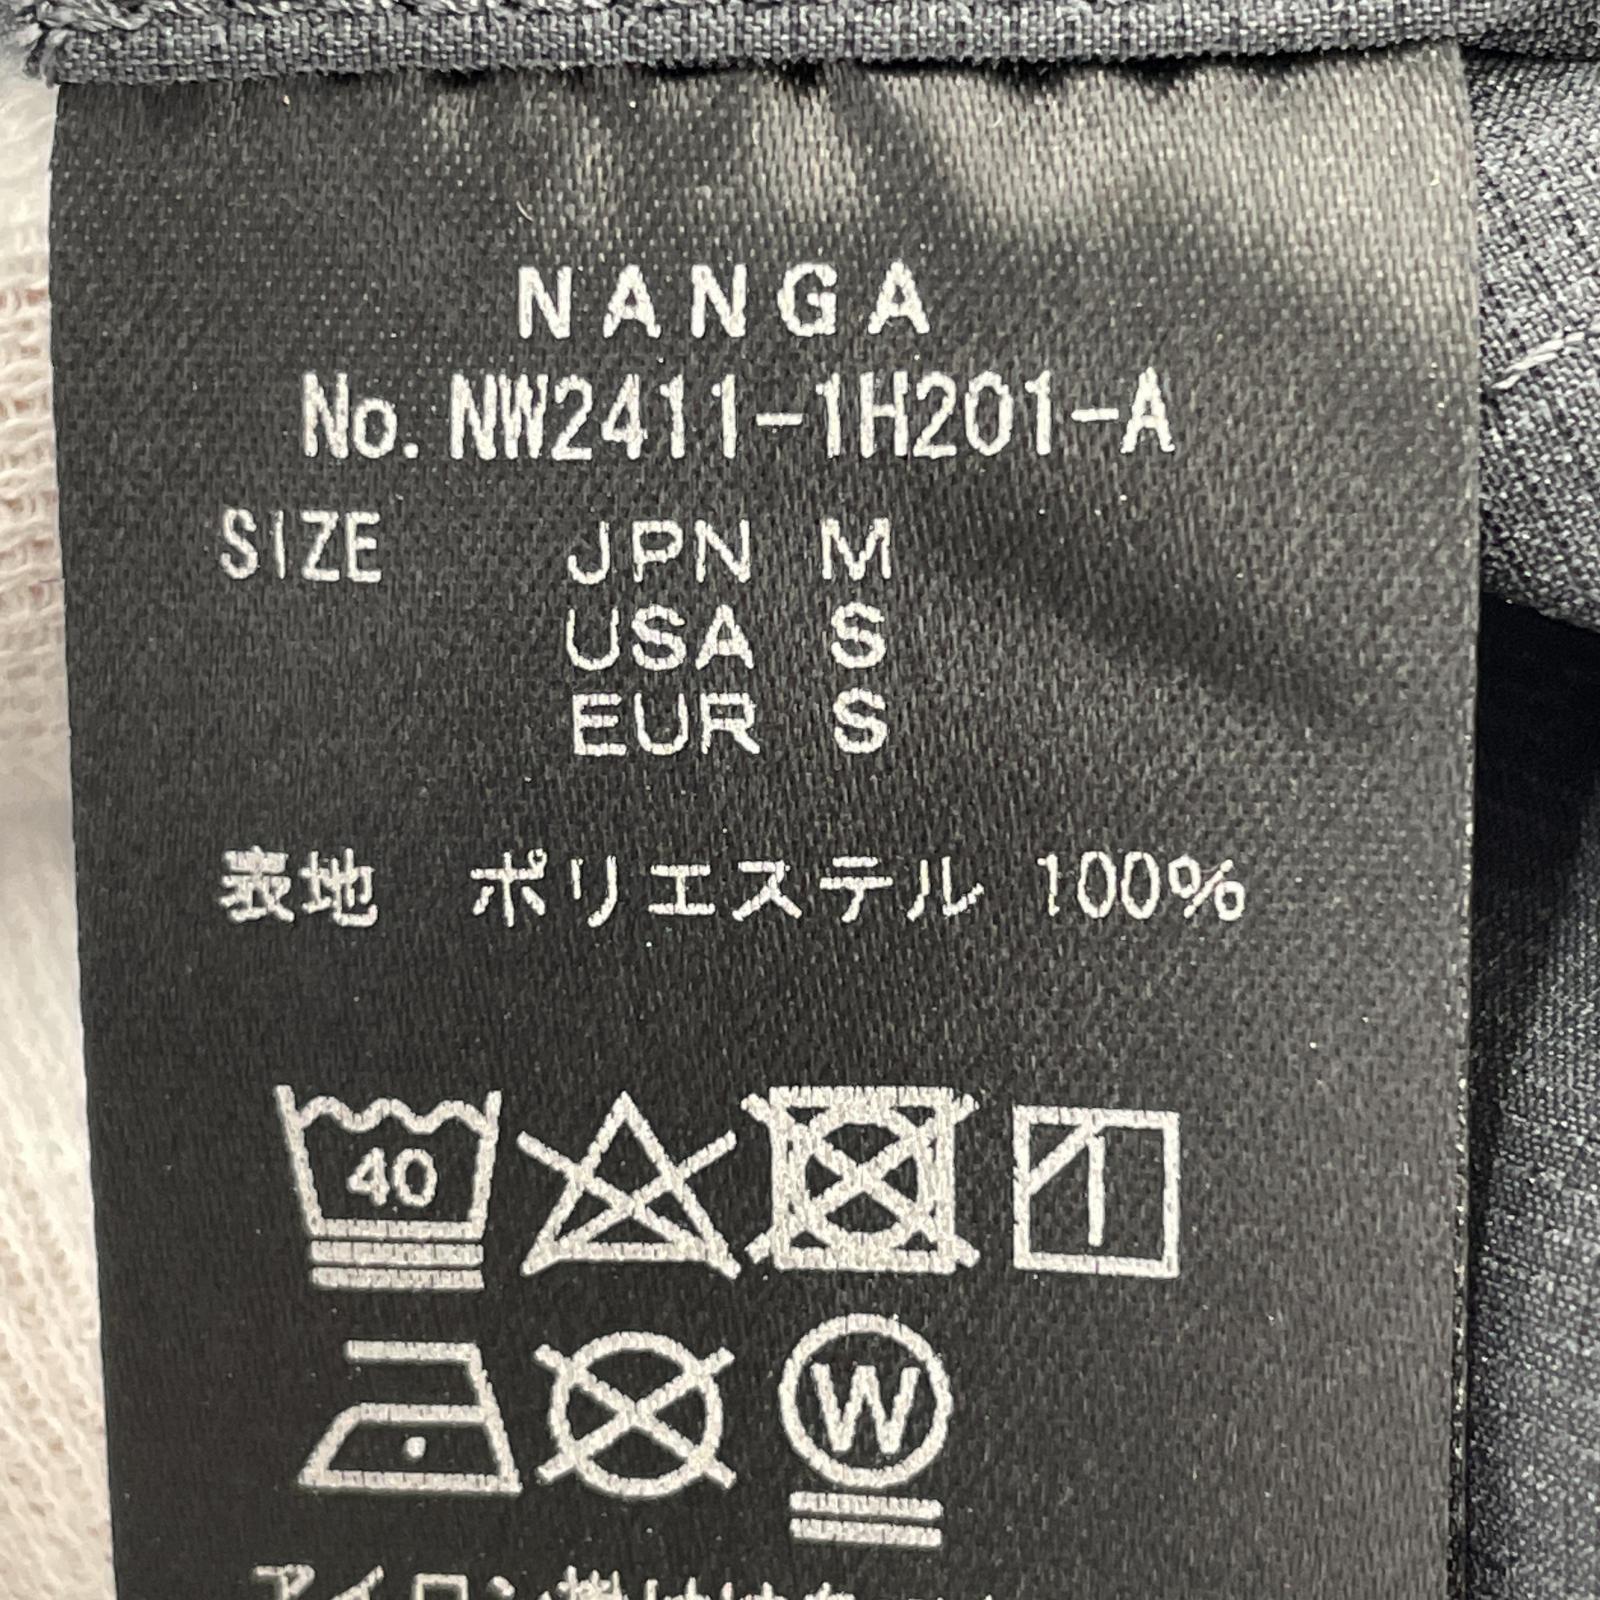 NANGA
No. NW2411-1H201-A
SIZE JPN M
USA S
EUR S
表地 ポリエステル 100%
40
W